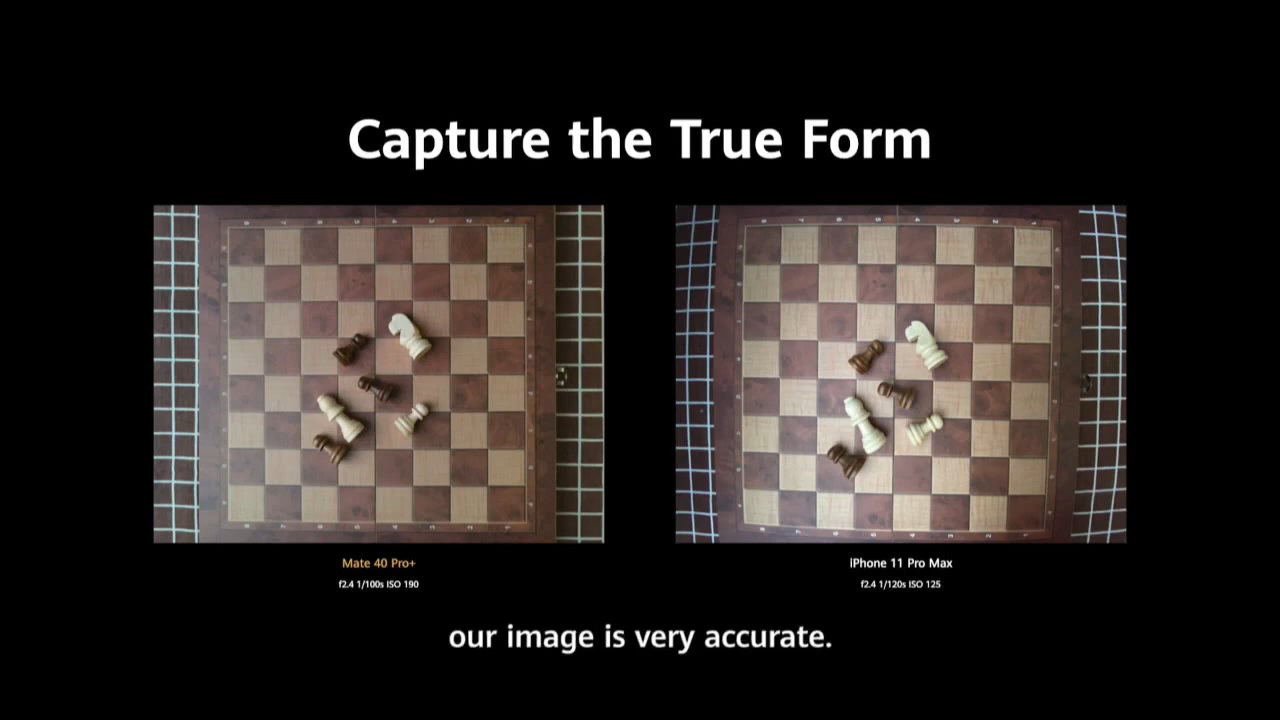 Capture the True Form
Mate 40 Pro+
f2.4 1/100s ISO 190
iPhone 11 Pro Max
f2.4 1/120s ISO 125
our image is very accurate.